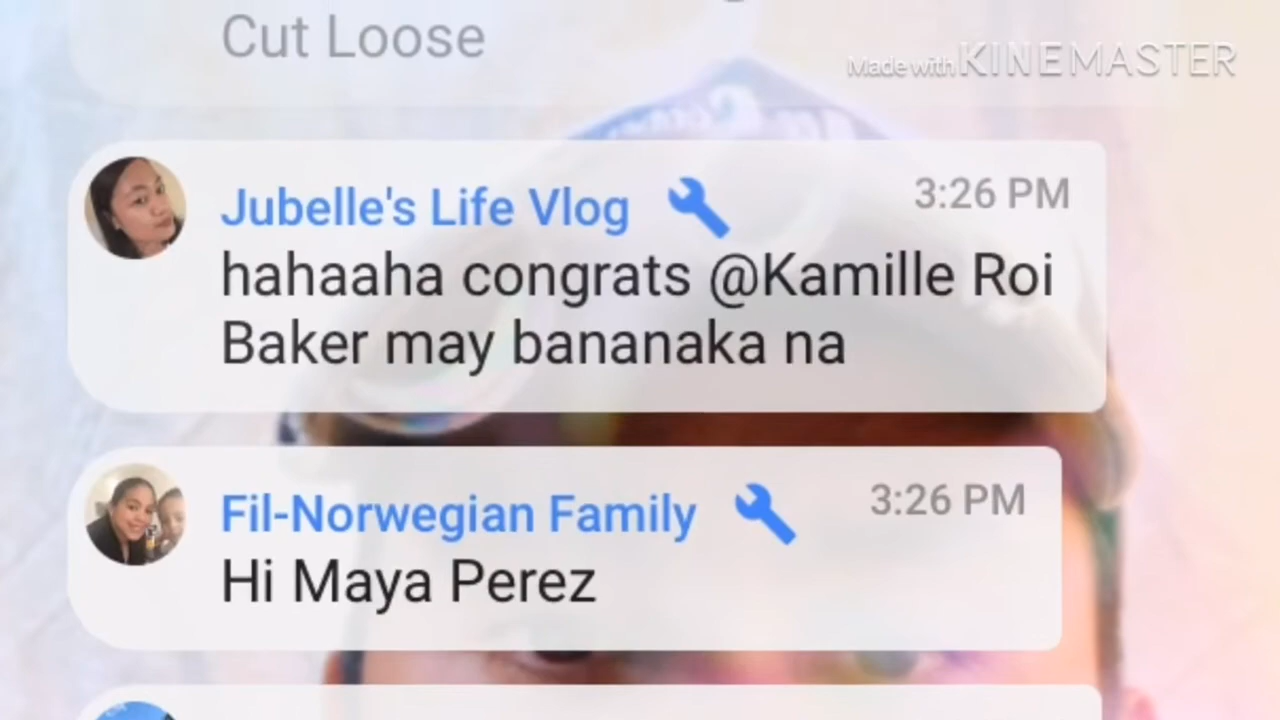 Cut Loose
Made with KINEMASTER
Jubelle's Life Vlog
3:26 PM
hahaaha congrats @Kamille Roi
Baker may bananaka na
Fil-Norwegian Family
3:26 PM
Hi Maya Perez